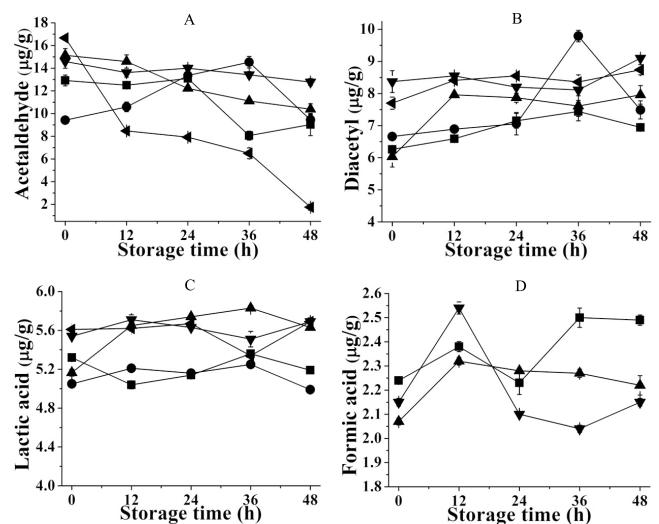 A
18
16
14
12
10
8
6
4
2
Acetaldehyde (µg/g)
0 12 24 36 48
Storage time (h)
B
10
9
8
7
6
5
4
Diacetyl (µg/g)
0 12 24 36 48
Storage time (h)
C
6.0
5.6
5.2
4.8
4.4
4.0
Lactic acid (µg/g)
0 12 24 36 48
Storage time (h)
D
2.6
2.5
2.4
2.3
2.2
2.1
2.0
1.9
1.8
Formic acid (µg/g)
0 12 24 36 48
Storage time (h)